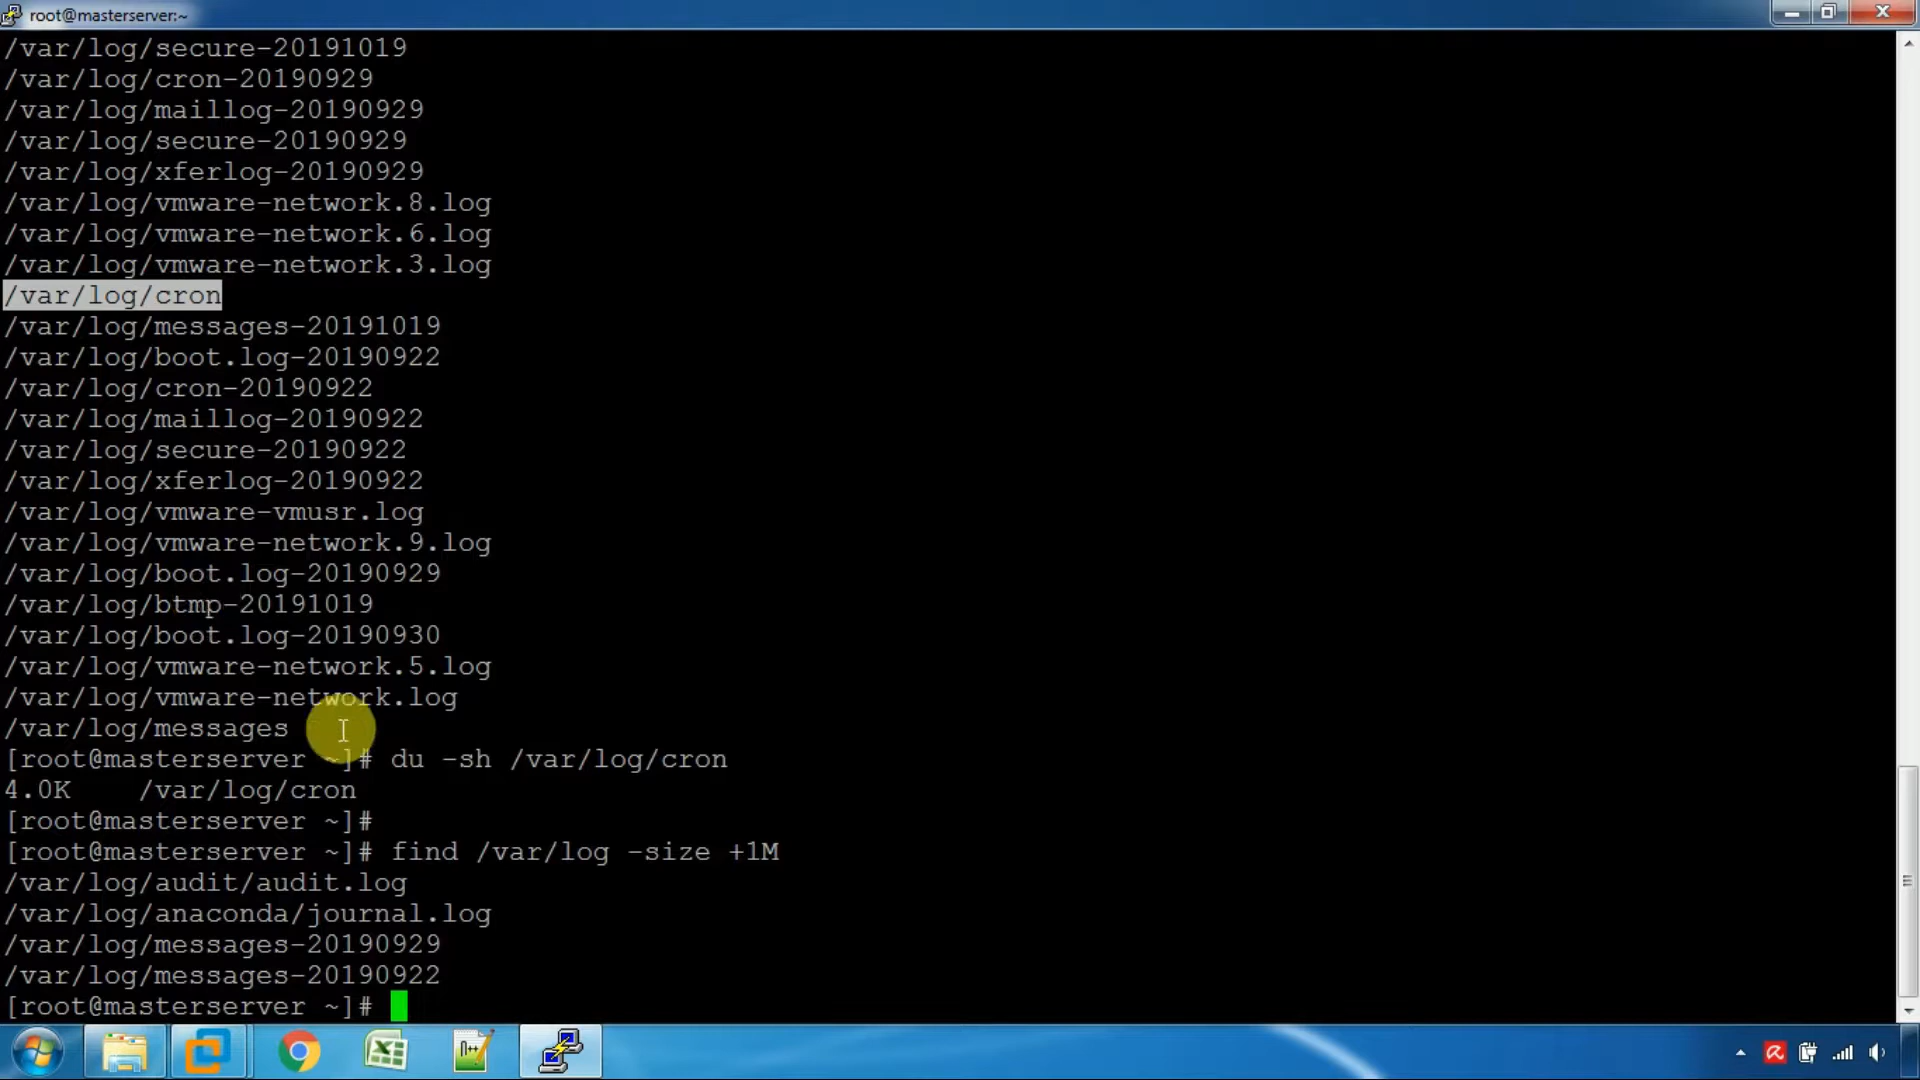 root@masterserver:~
/var/log/secure-20191019
/var/log/cron-20190929
/var/log/maillog-20190929
/var/log/secure-20190929
/var/log/xferlog-20190929
/var/log/vmware-network.8.log
/var/log/vmware-network.6.log
/var/log/vmware-network.3.log
/var/log/cron
/var/log/messages-20191019
/var/log/boot.log-20190922
/var/log/cron-20190922
/var/log/maillog-20190922
/var/log/secure-20190922
/var/log/xferlog-20190922
/var/log/vmware-vmusr.log
/var/log/vmware-network.9.log
/var/log/boot.log-20190929
/var/log/btmp-20191019
/var/log/boot.log-20190930
/var/log/vmware-network.5.log
/var/log/vmware-network.log
/var/log/messages
[root@masterserver ~]# du -sh /var/log/cron
4.0K    /var/log/cron
[root@masterserver ~]#
[root@masterserver ~]# find /var/log -size +1M
/var/log/audit/audit.log
/var/log/anaconda/journal.log
/var/log/messages-20190929
/var/log/messages-20190922
[root@masterserver ~]#